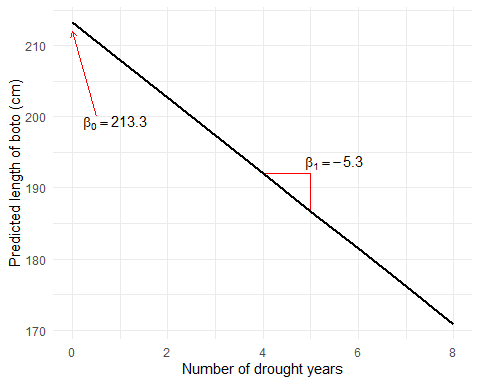 210
200
190
180
170
0
2
4
6
8
Predicted length of boto (cm)
Number of drought years
β₀ = 213.3
β₁ = −5.3